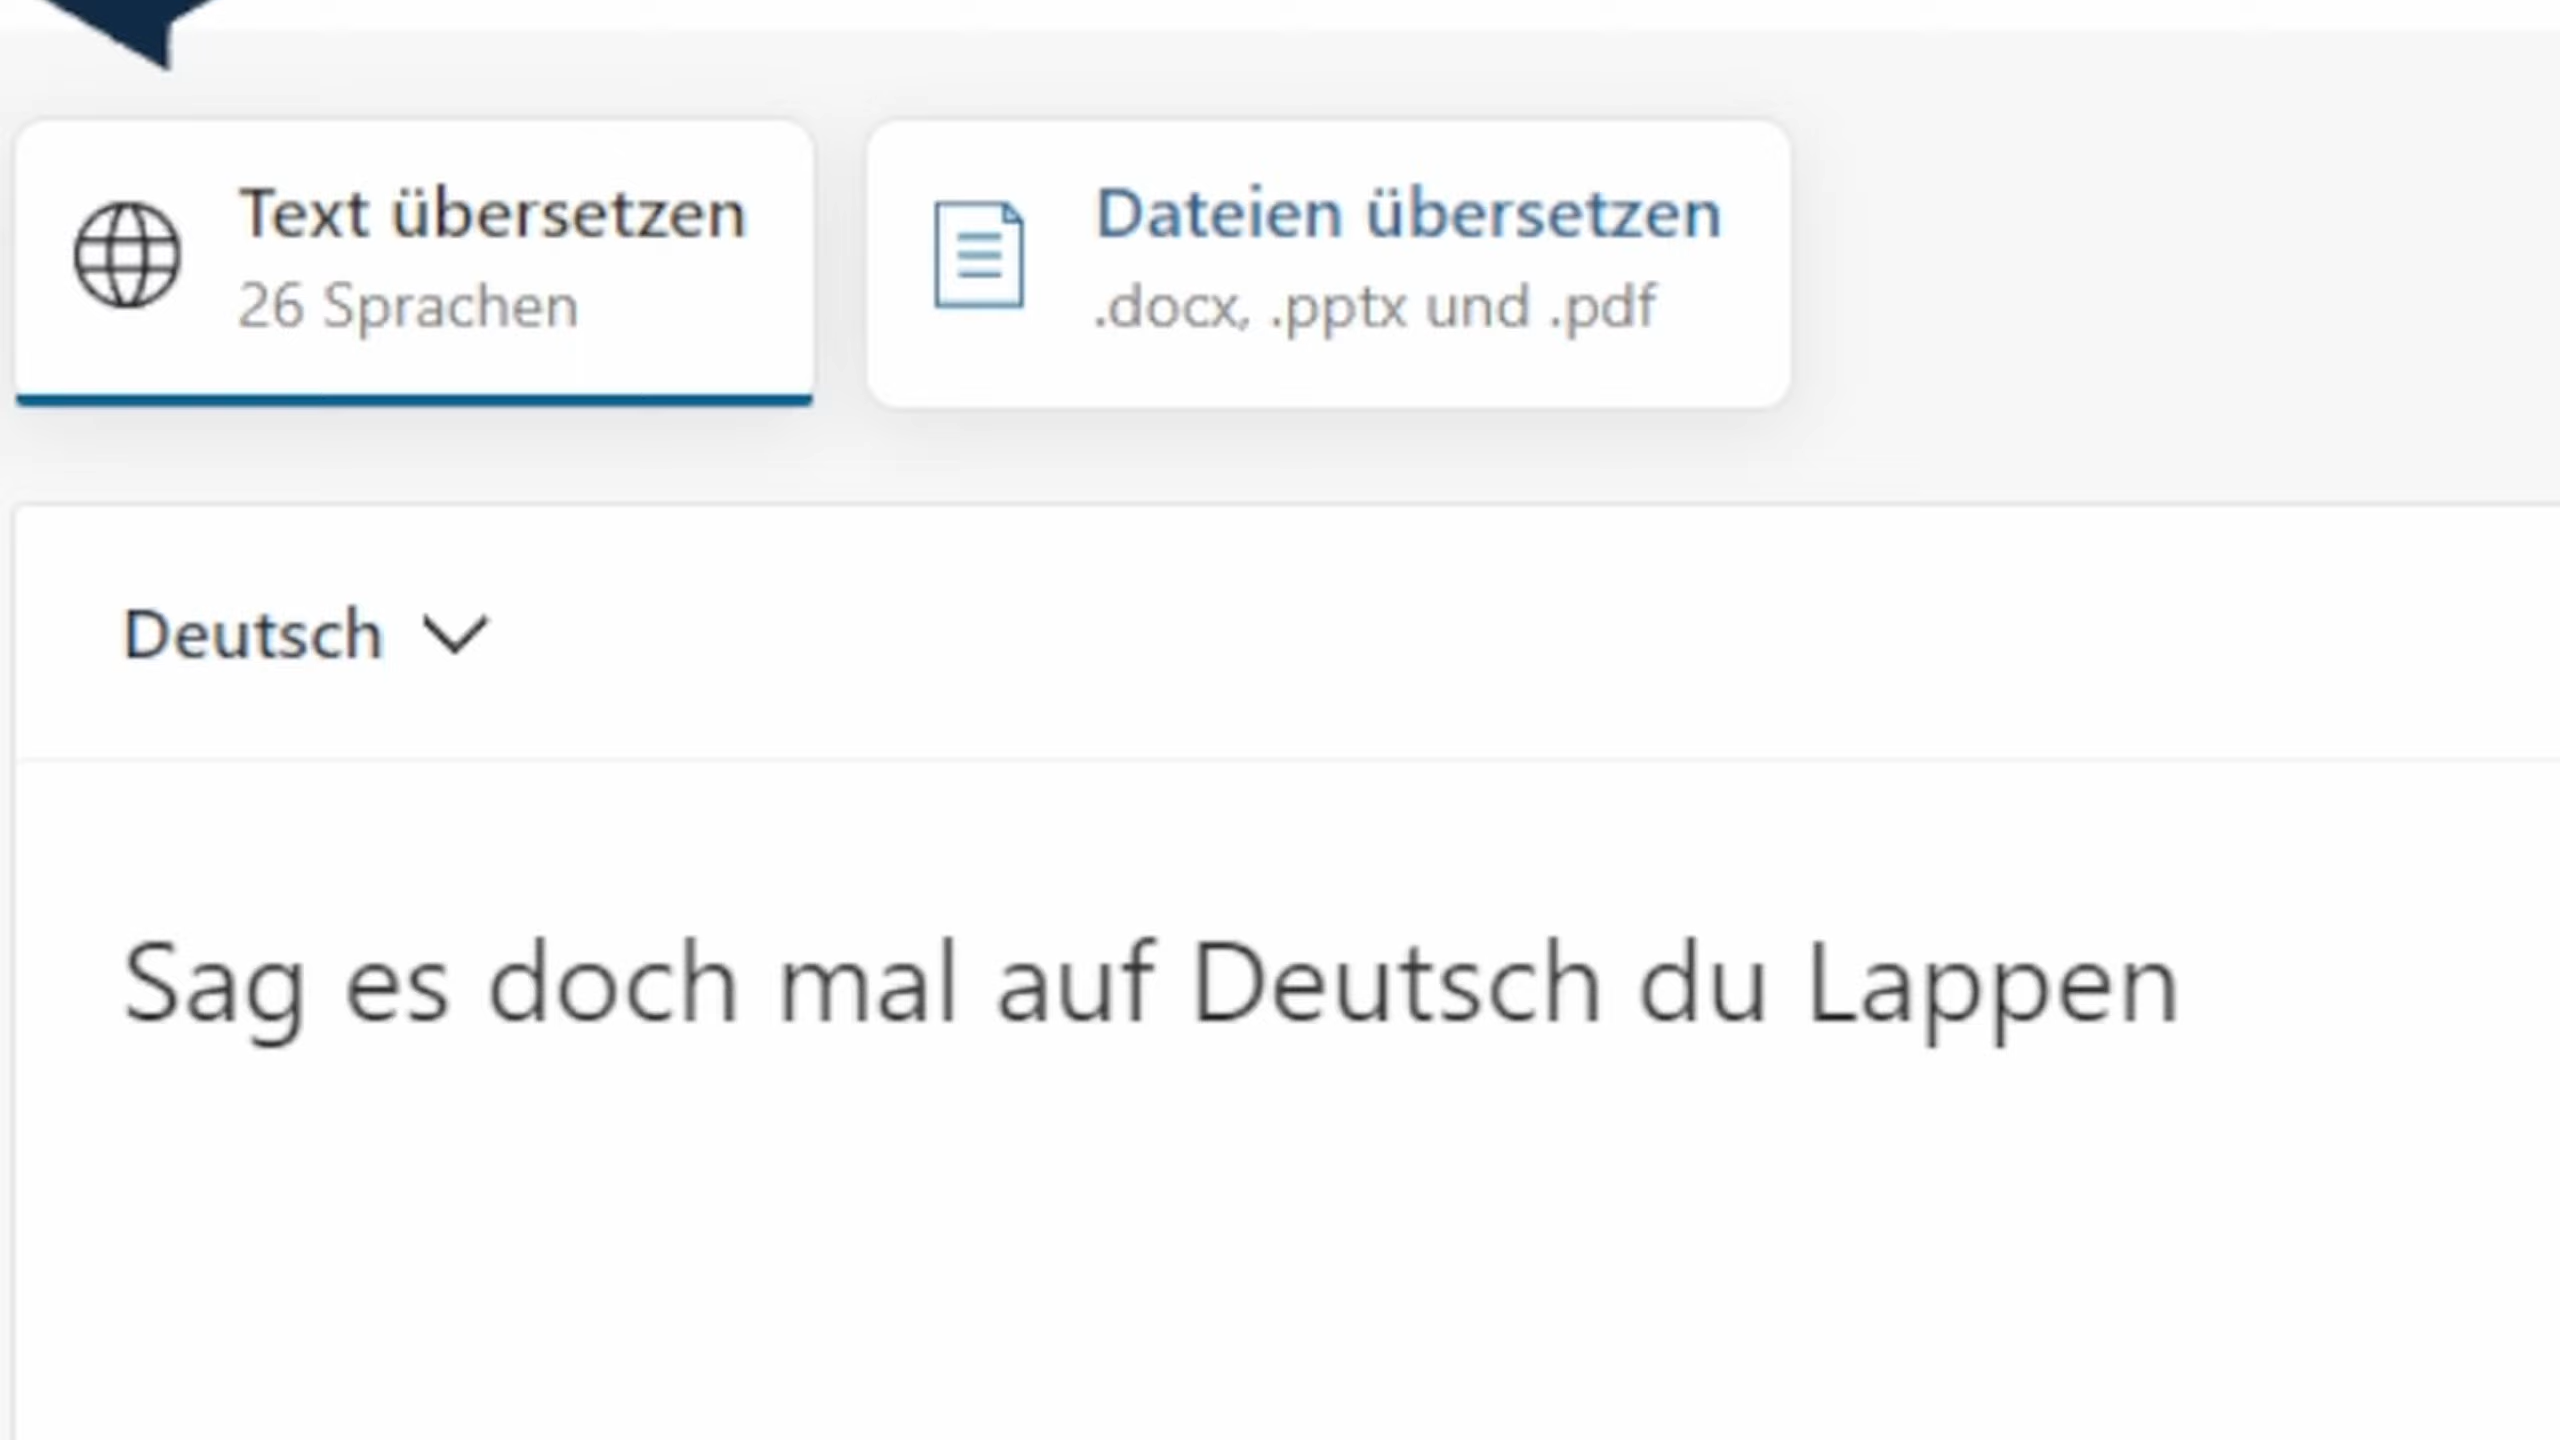 Text übersetzen
26 Sprachen
Dateien übersetzen
.docx, .pptx und .pdf
Deutsch
Sag es doch mal auf Deutsch du Lappen